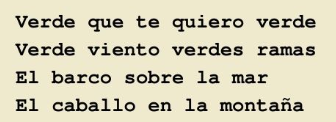 Verde que te quiero verde
Verde viento verdes ramas
El barco sobre la mar
El caballo en la montaña